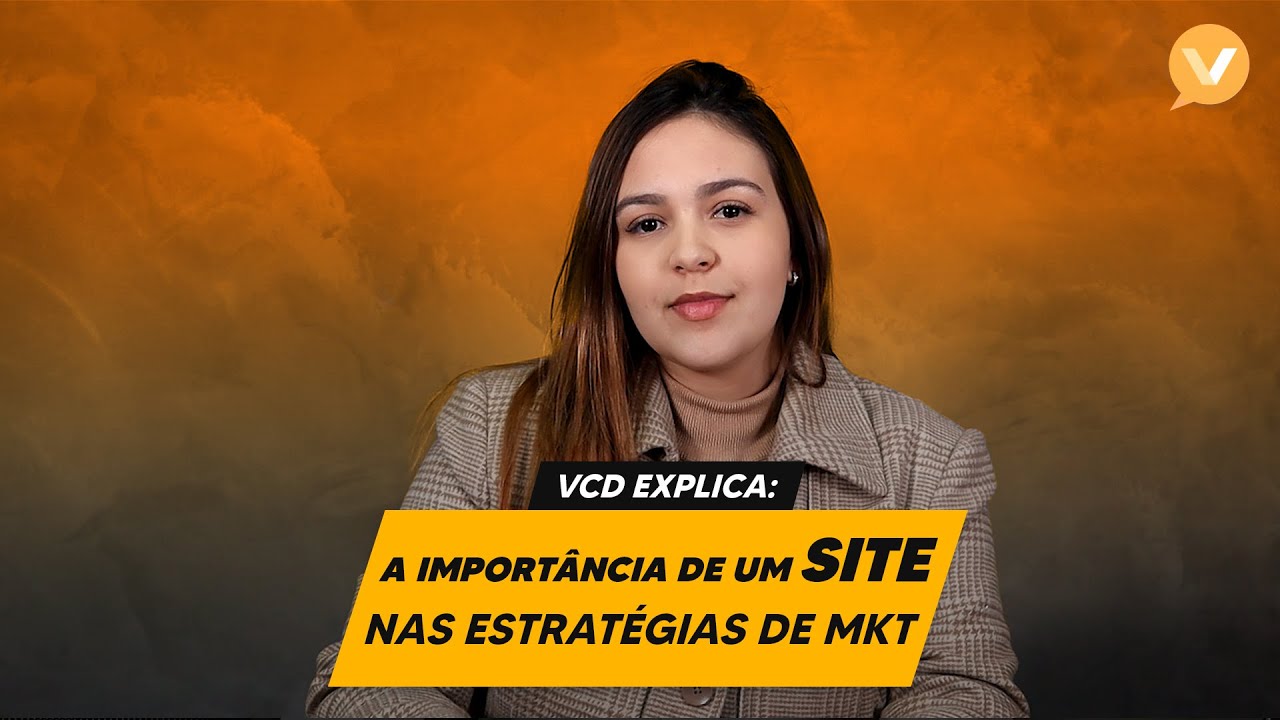 V
VCD EXPLICA:
A IMPORTÂNCIA DE UM SITE
NAS ESTRATÉGIAS DE MKT